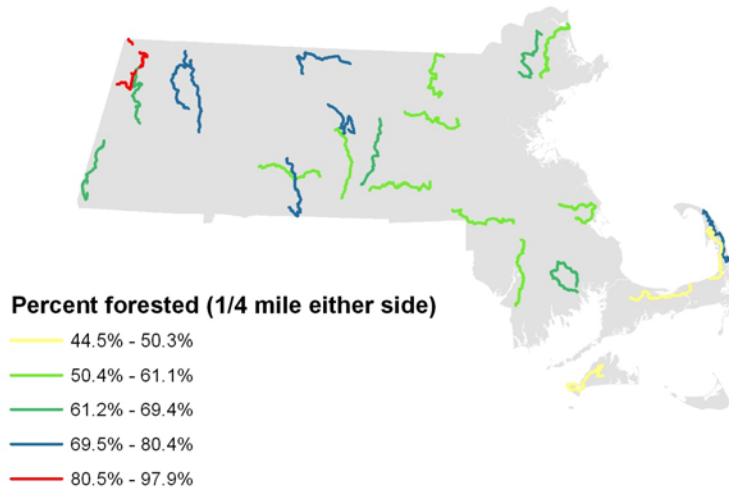 Percent forested (1/4 mile either side)
44.5% - 50.3%
50.4% - 61.1%
61.2% - 69.4%
69.5% - 80.4%
80.5% - 97.9%